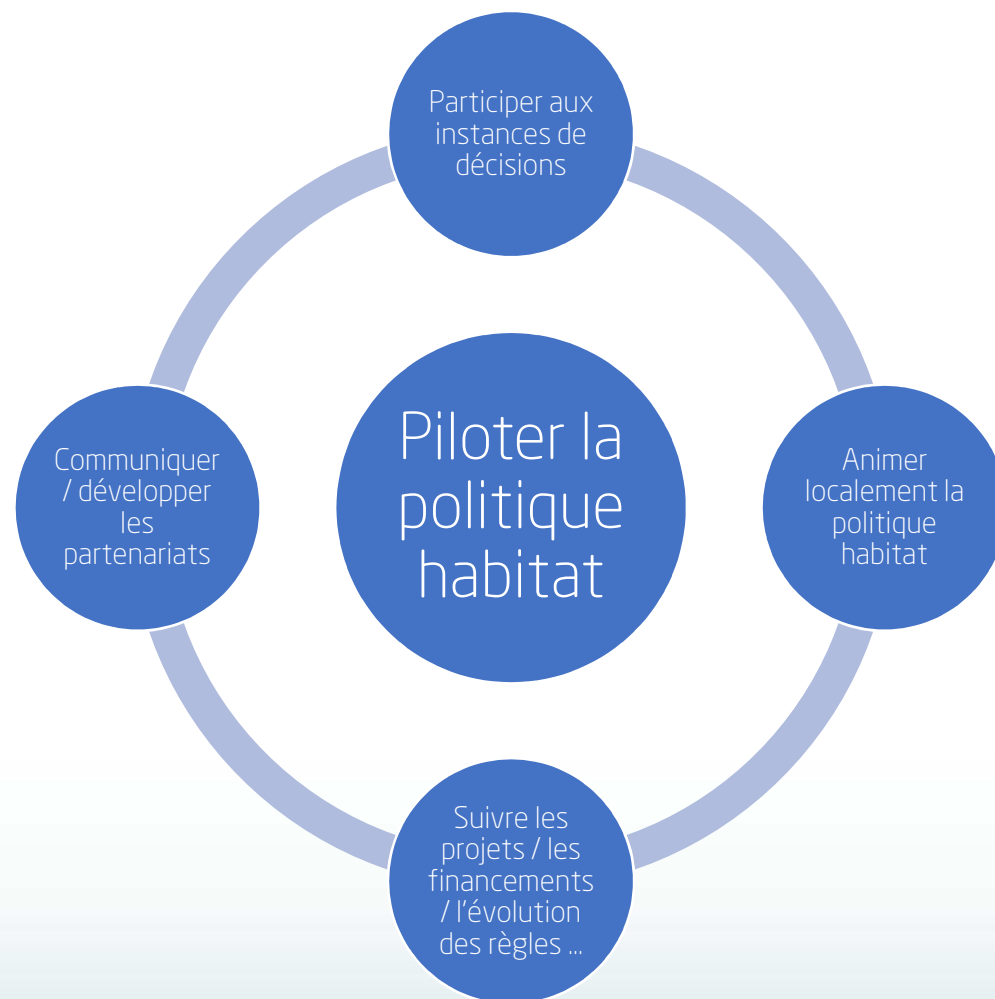 Participer aux
instances de
décisions
Communiquer
/ développer
les
partenariats
Piloter la
politique
habitat
Animer
localement la
politique
habitat
Suivre les
projets / les
financements
/ l'évolution
des règles ...